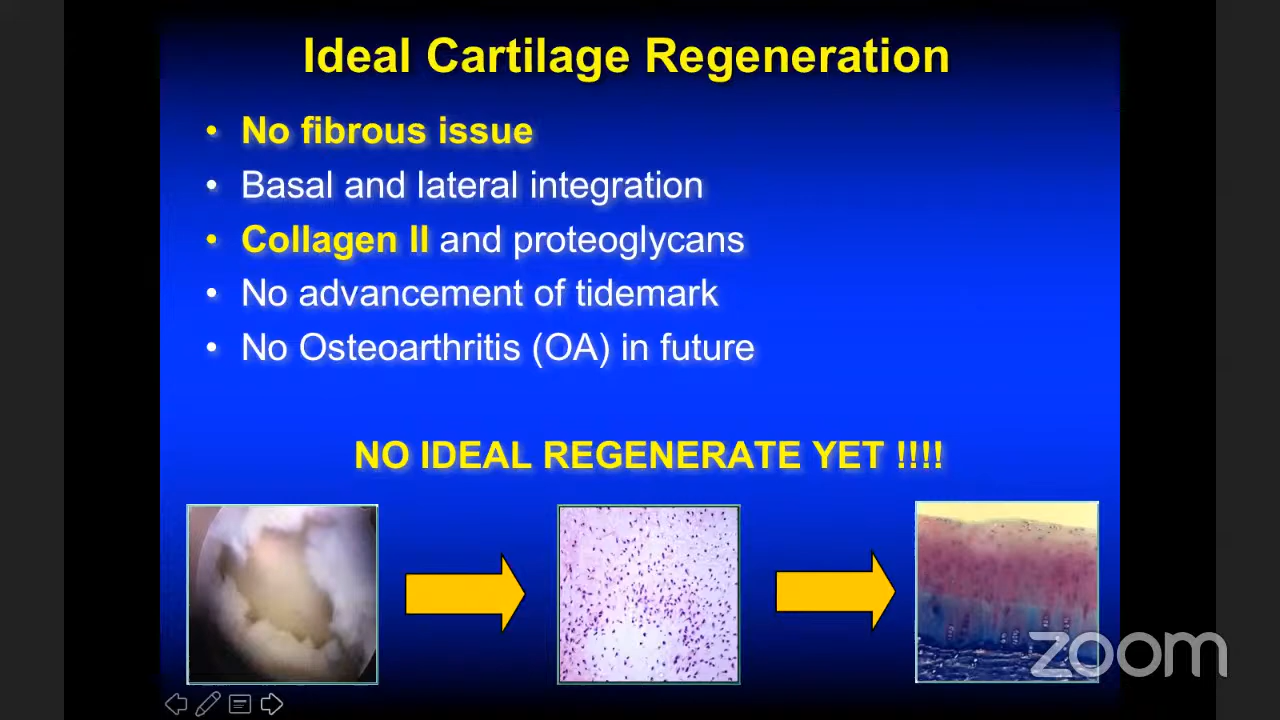 Ideal Cartilage Regeneration
• No fibrous issue
• Basal and lateral integration
• Collagen II and proteoglycans
• No advancement of tidemark
• No Osteoarthritis (OA) in future
NO IDEAL REGENERATE YET !!!!
zoom